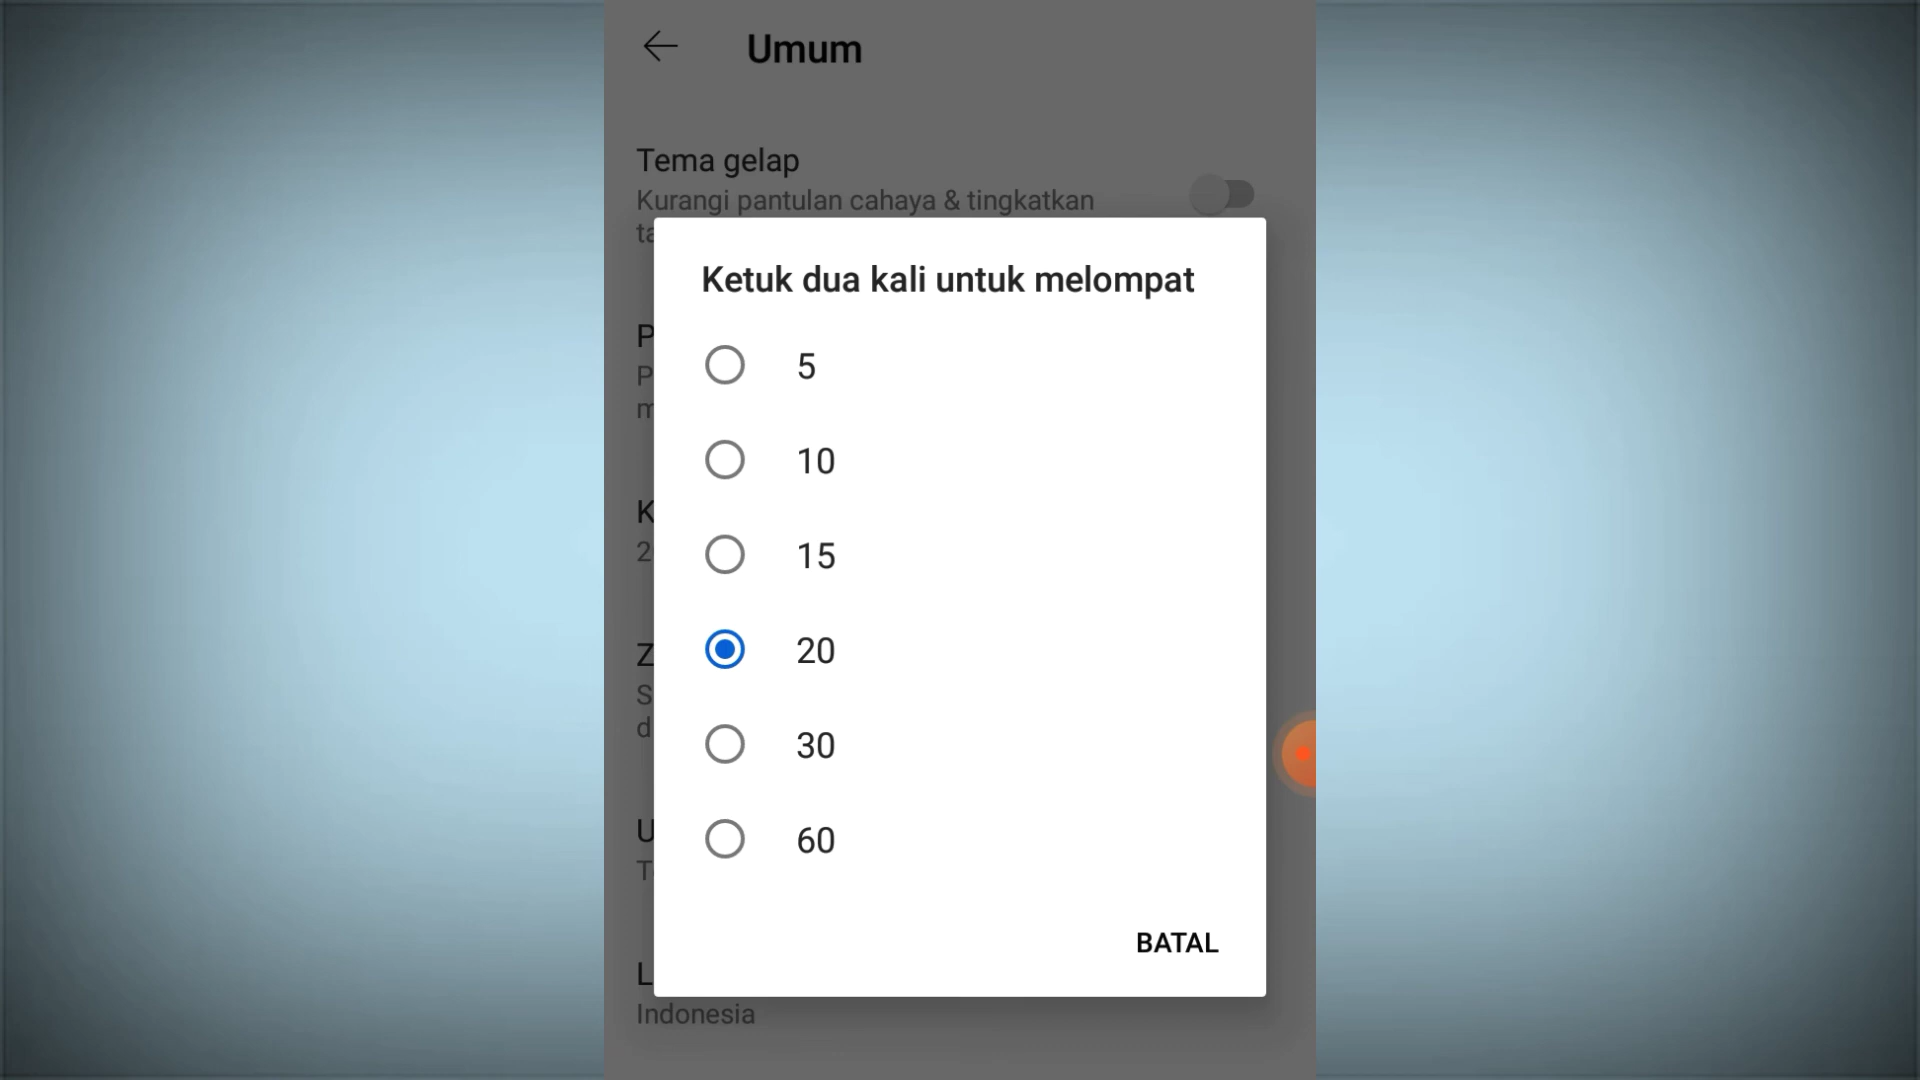 Umum
Tema gelap
Kurangi pantulan cahaya & tingkatkan
Ketuk dua kali untuk melompat
5
10
15
20
30
60
BATAL
Indonesia